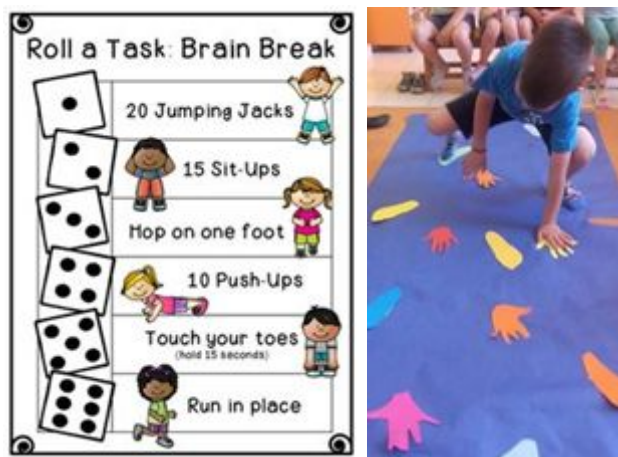 Roll a Task: Brain Break
20 Jumping Jacks
15 Sit-Ups
Hop on one foot
10 Push-Ups
Touch your toes
(hold 15 seconds)
Run in place